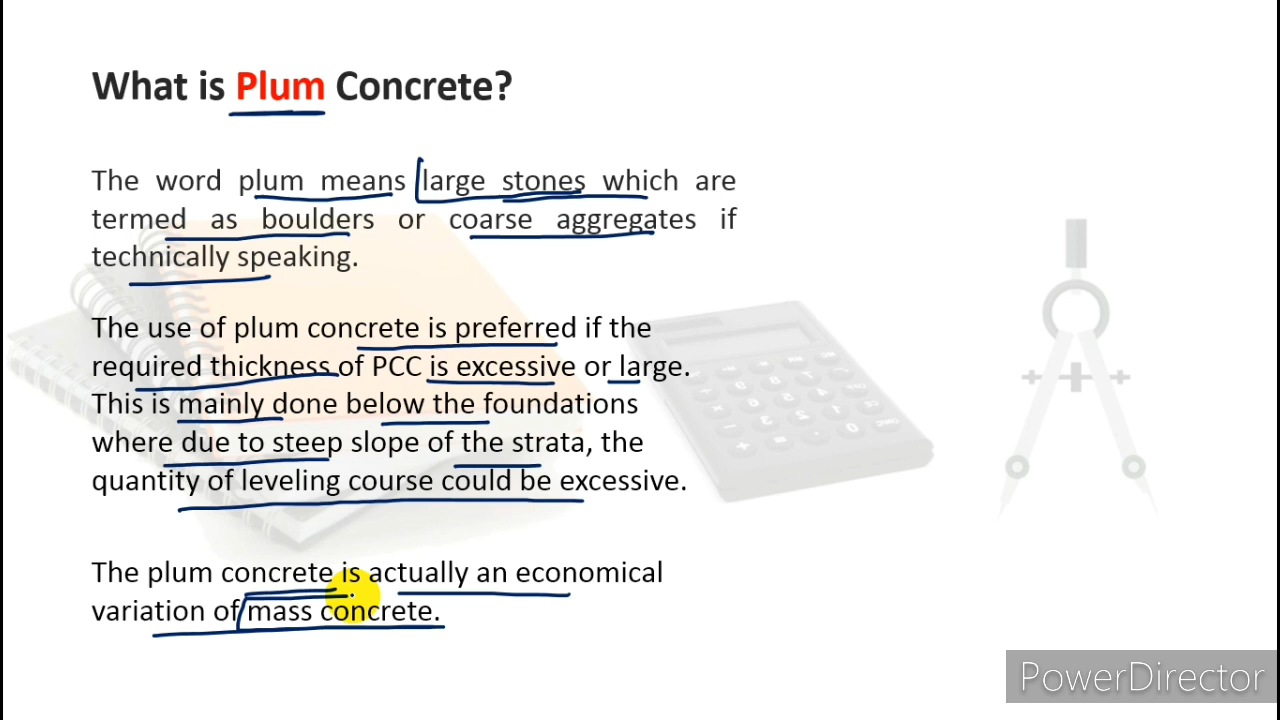 What is Plum Concrete?
The word plum means large stones which are
termed as boulders or coarse aggregates if
technically speaking.
The use of plum concrete is preferred if the
required thickness of PCC is excessive or large.
This is mainly done below the foundations
where due to steep slope of the strata, the
quantity of leveling course could be excessive.
The plum concrete is actually an economical
variation of mass concrete.
PowerDirector